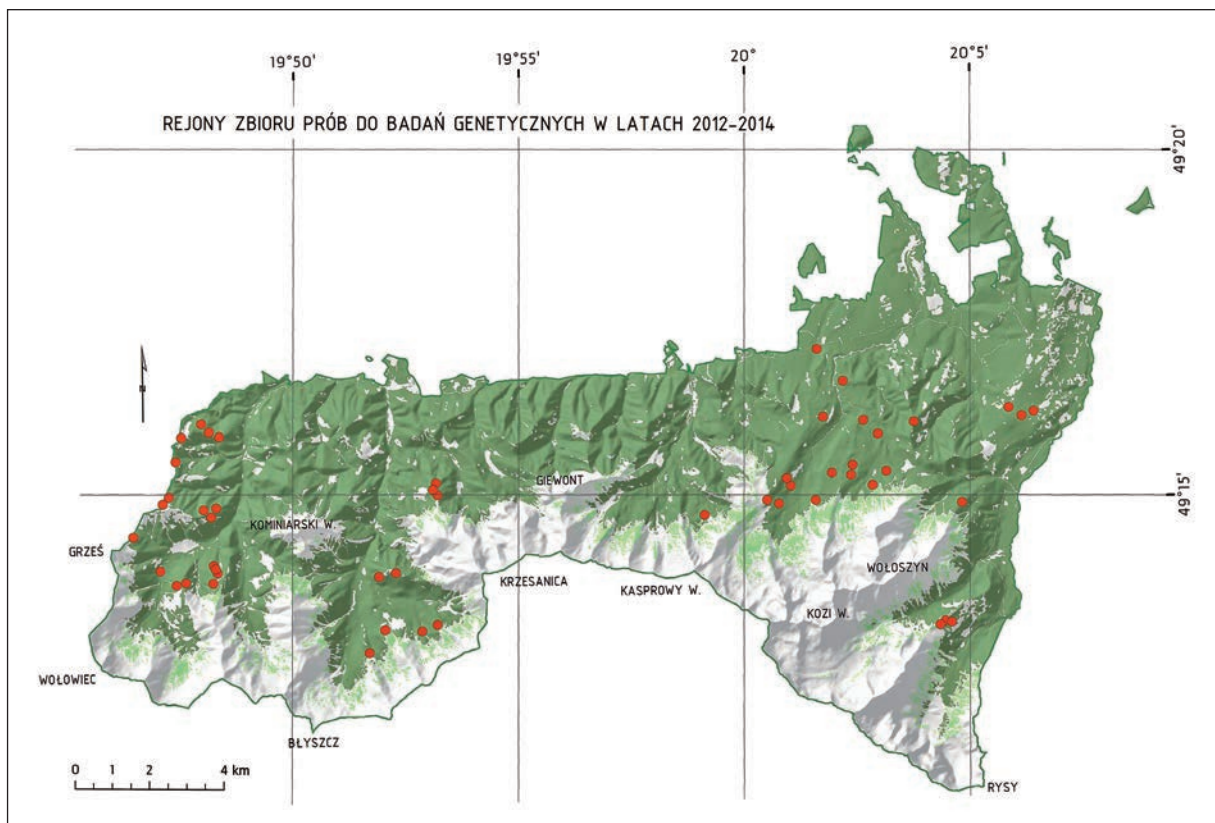 19°50'
19°55'
20°
20°5'
REJONY ZBIORU PRÓB DO BADAŃ GENETYCZNYCH W LATACH 2012-2014
49°20'
N
GIEWONT
49°15'
KOMINIARSKI W.
GRZEŚ
WOŁOSZYN
KRZESANICA
KASPROWY W.
KOZI W.
WOŁOWIEC
BŁYSZCZ
0 1 2 4 km
RYSY